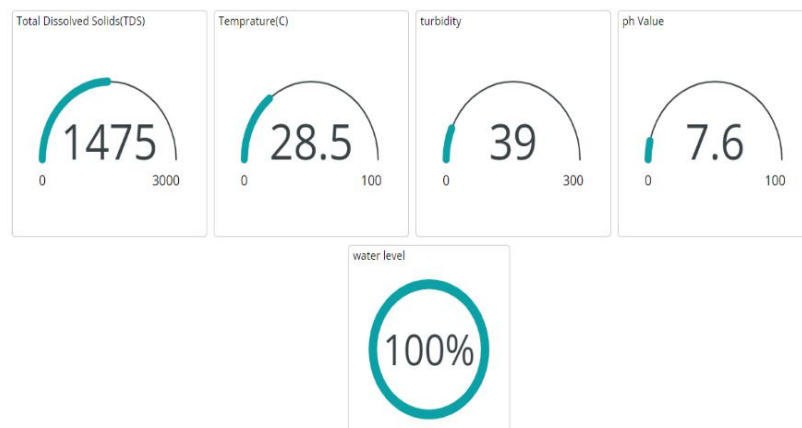 Total Dissolved Solids(TDS)
1475
0 3000
Temprature(C)
28.5
0 100
turbidity
39
0 300
ph Value
7.6
0 100
water level
100%